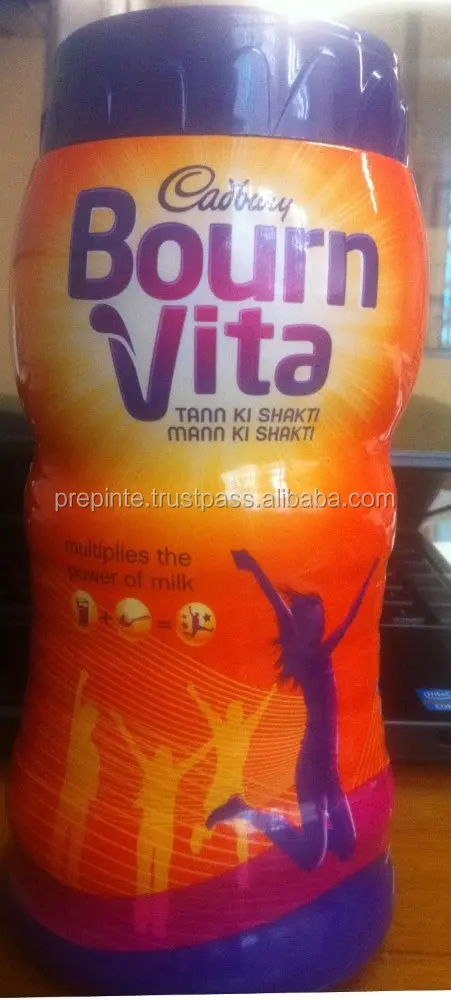 Cadbury
Bourn
Vita
TANN KI SHAKTI
MANN KI SHAKTI
prepinte.trustpass.alibaba.com
multiplies the
power of milk
+ =